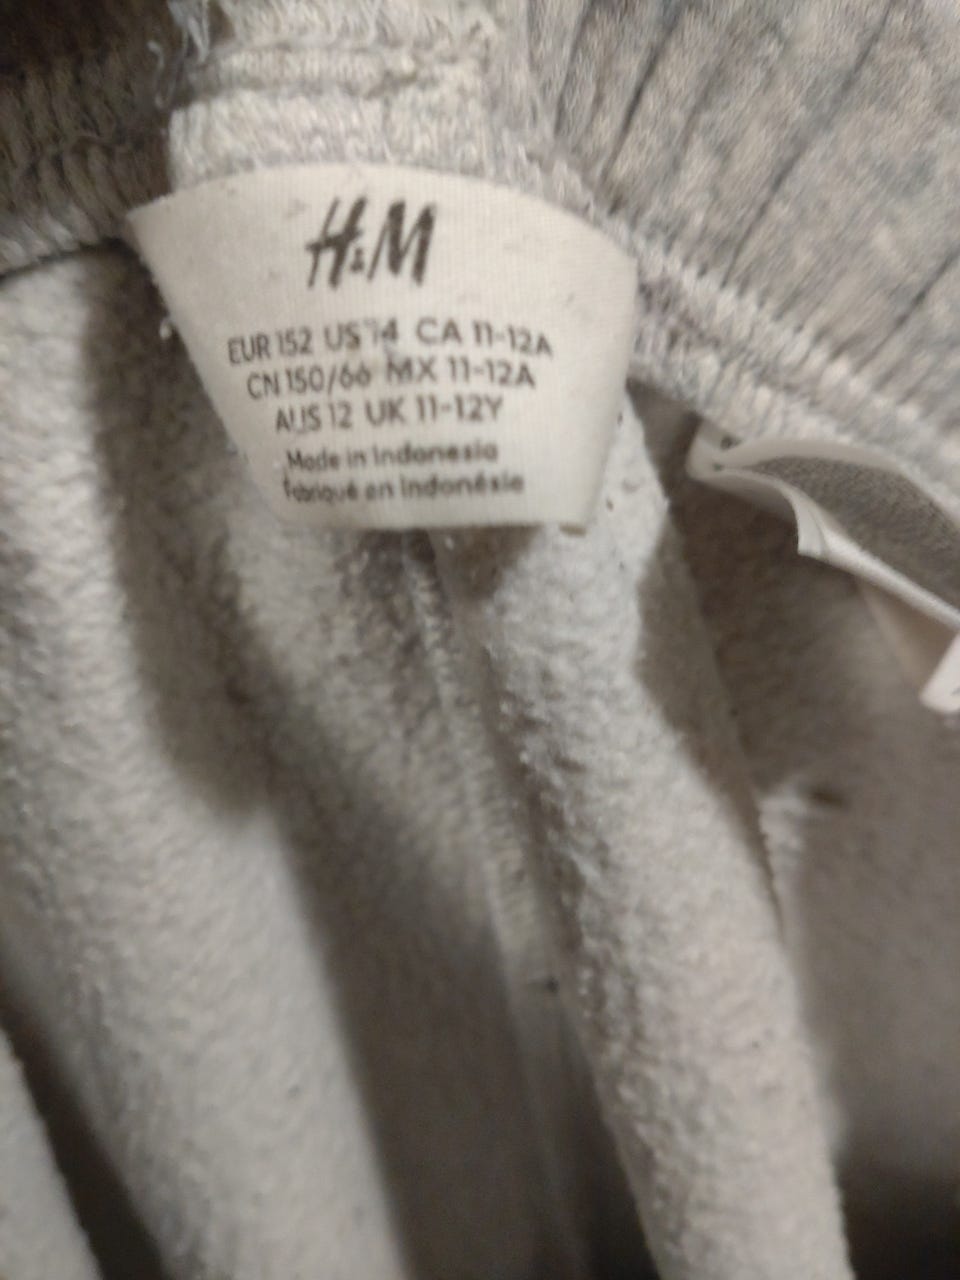 H&M
EUR 152 US 14 CA 11-12A
CN 150/66 MX 11-12A
AUS 12 UK 11-12Y
Made in Indonesia
Fabriqué en Indonésie